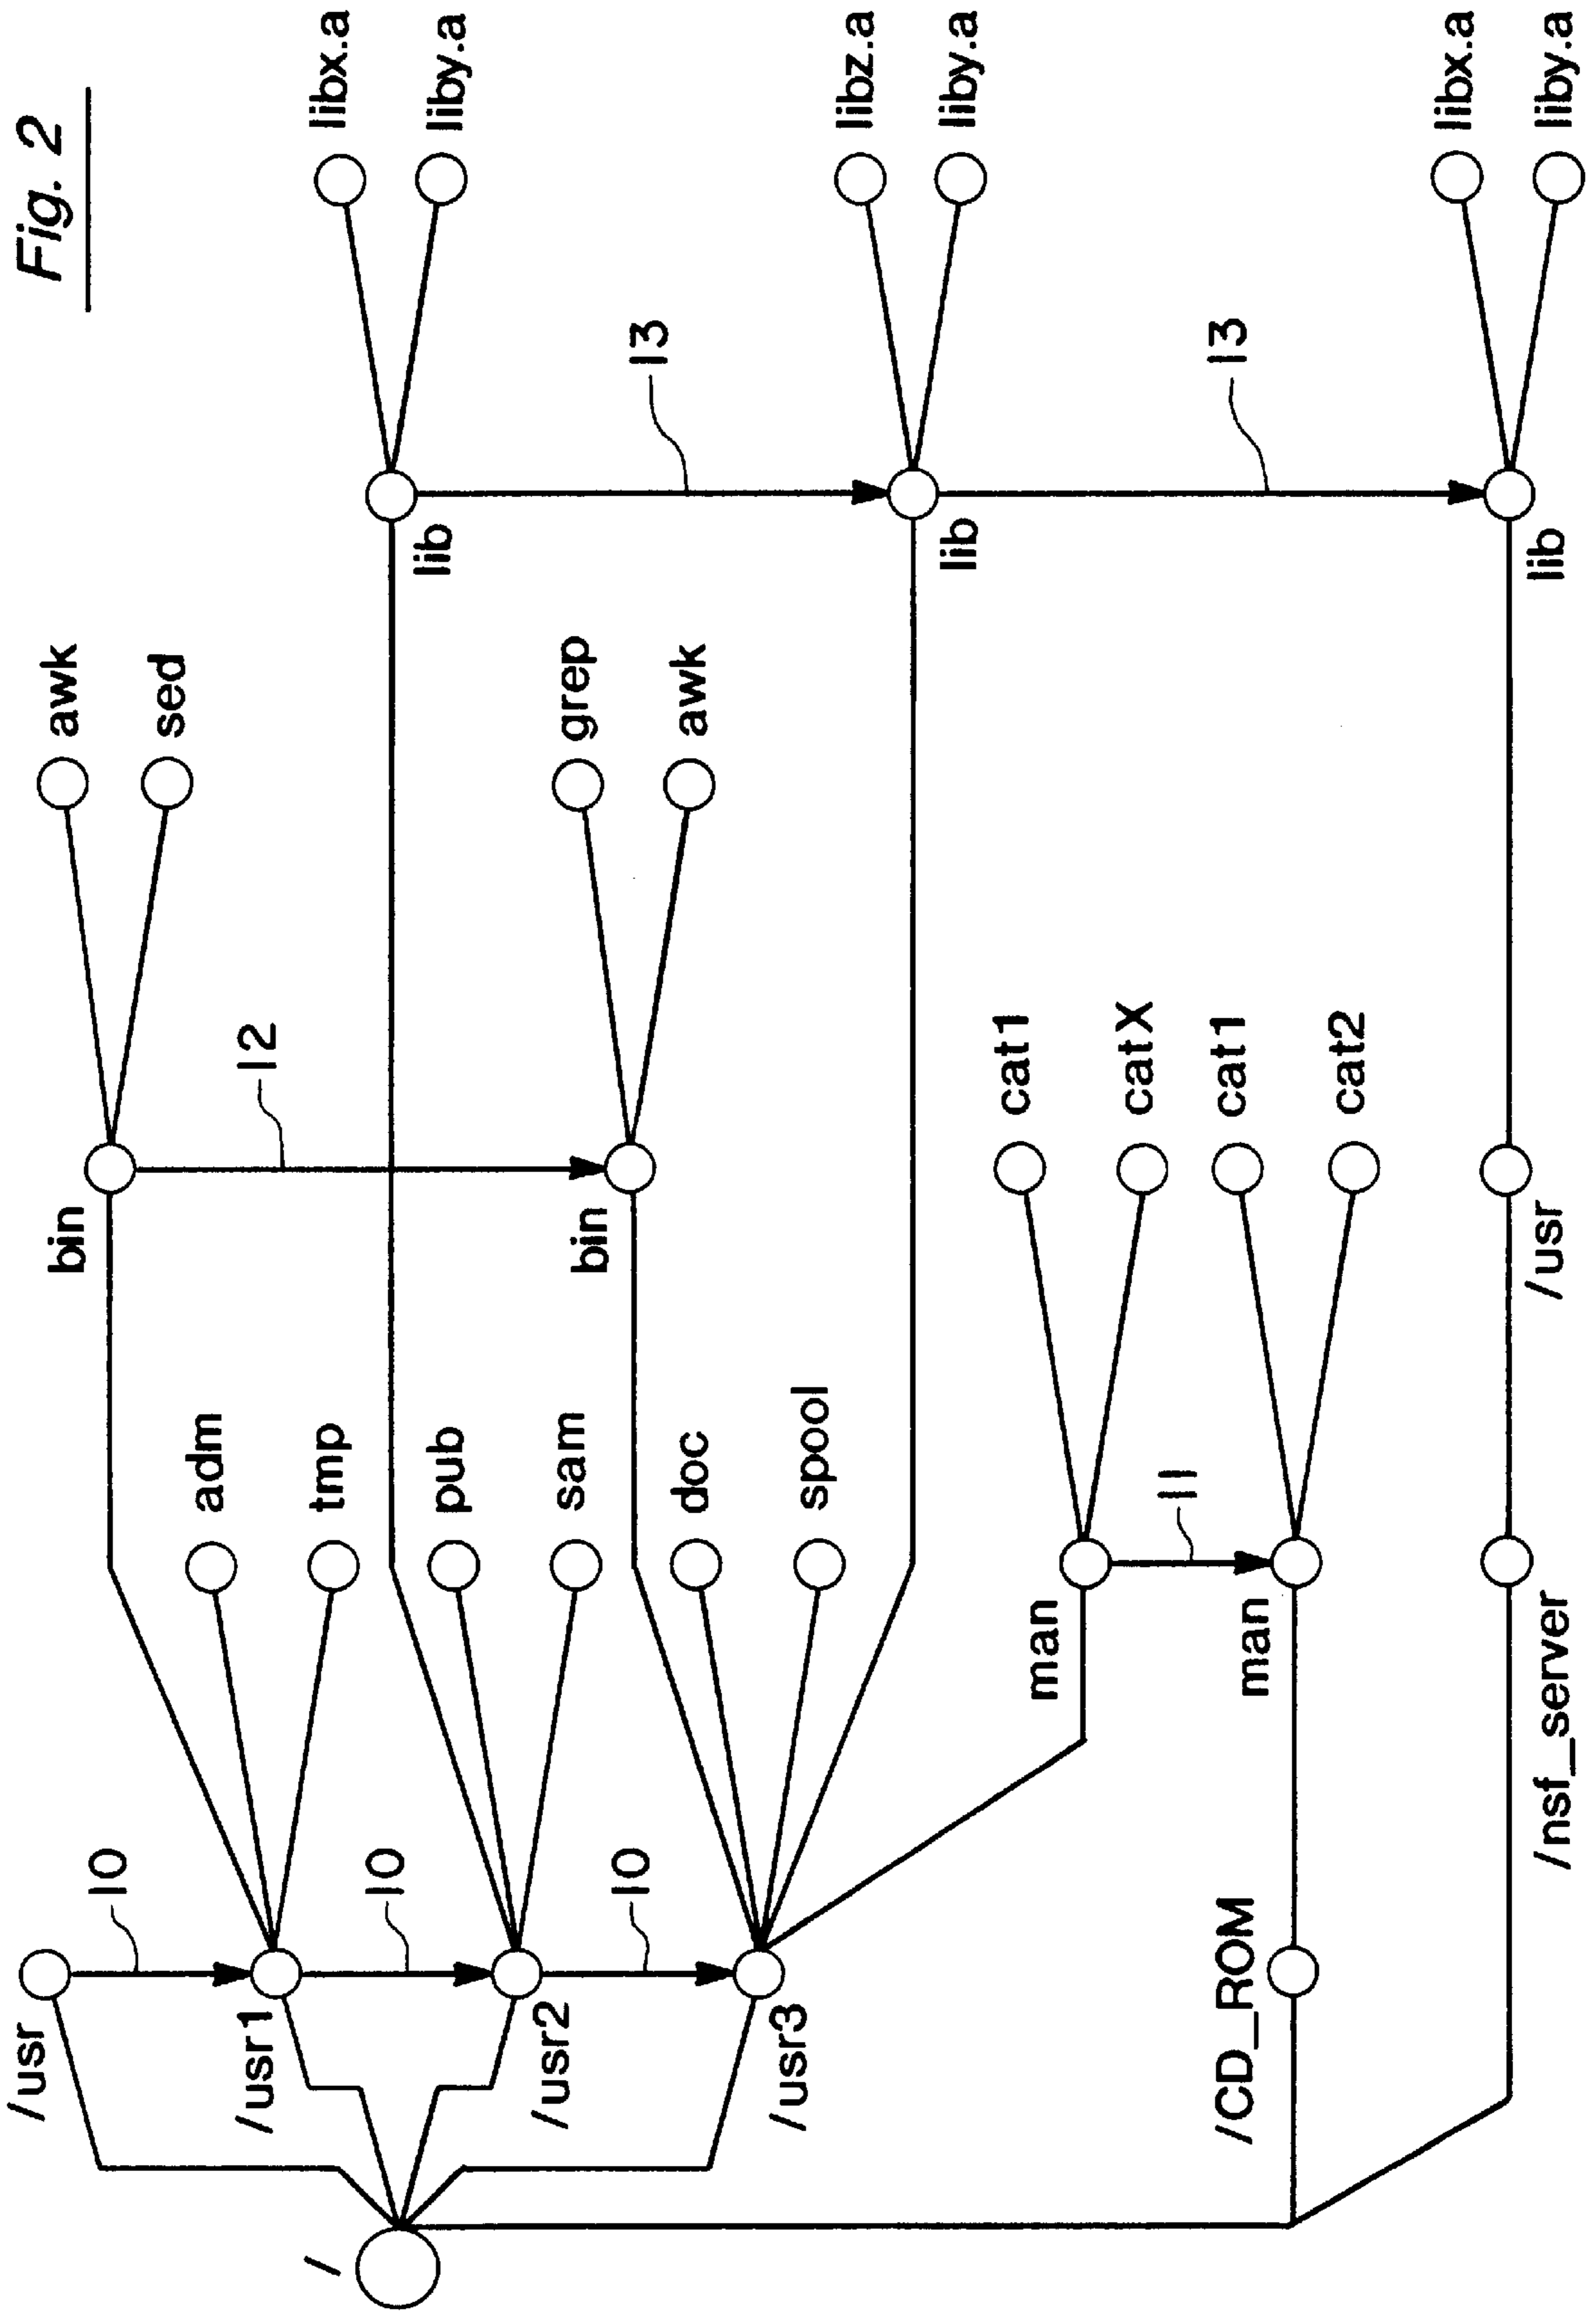 Fig. 2
/
/usr
/usr1
/usr2
/usr3
10
10
10
bin
adm
tmp
pub
sam
bin
doc
spool
12
awk
sed
grep
awk
lib
libx.a
liby.a
13
lib
libz.a
liby.a
13
lib
libx.a
liby.a
man
cat1
catX
11
man
cat1
cat2
/CD_ROM
/nsf_server
/usr